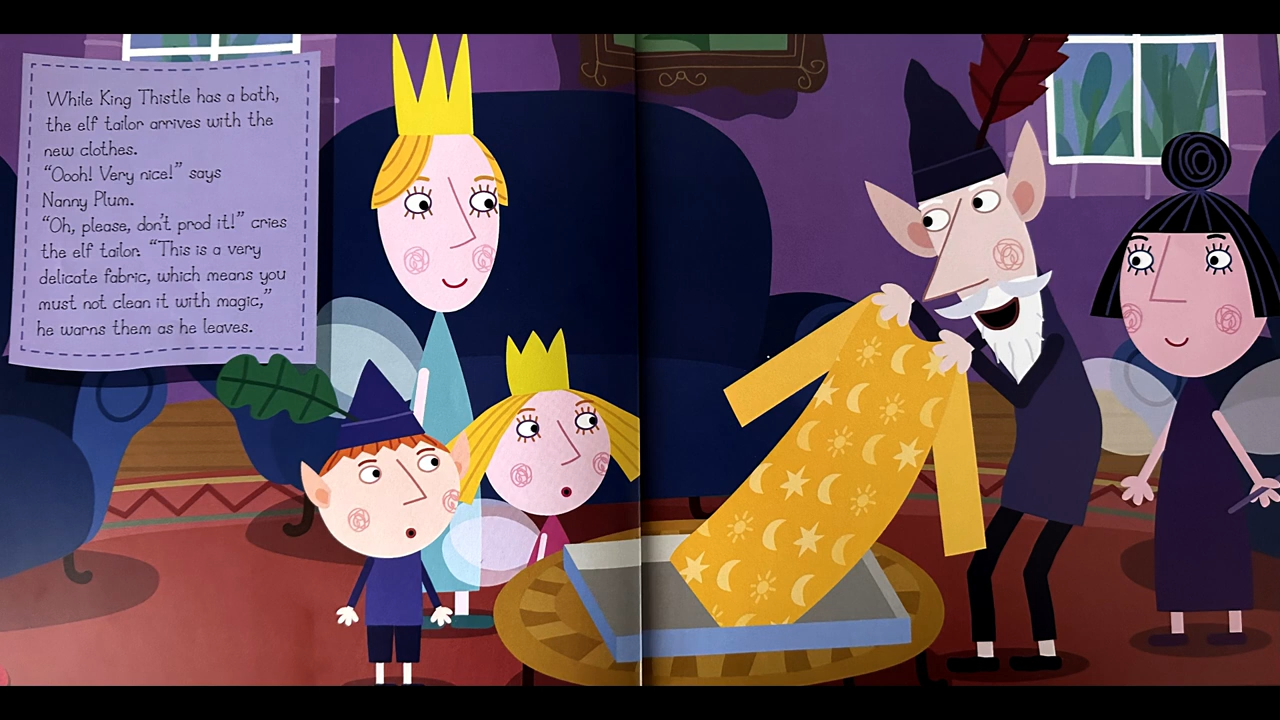 While King Thistle has a bath,
the elf tailor arrives with the
new clothes.
“Oooh! Very nice!” says
Nanny Plum.
“Oh, please, don’t prod it!” cries
the elf tailor. “This is a very
delicate fabric, which means you
must not clean it with magic,”
he warns them as he leaves.